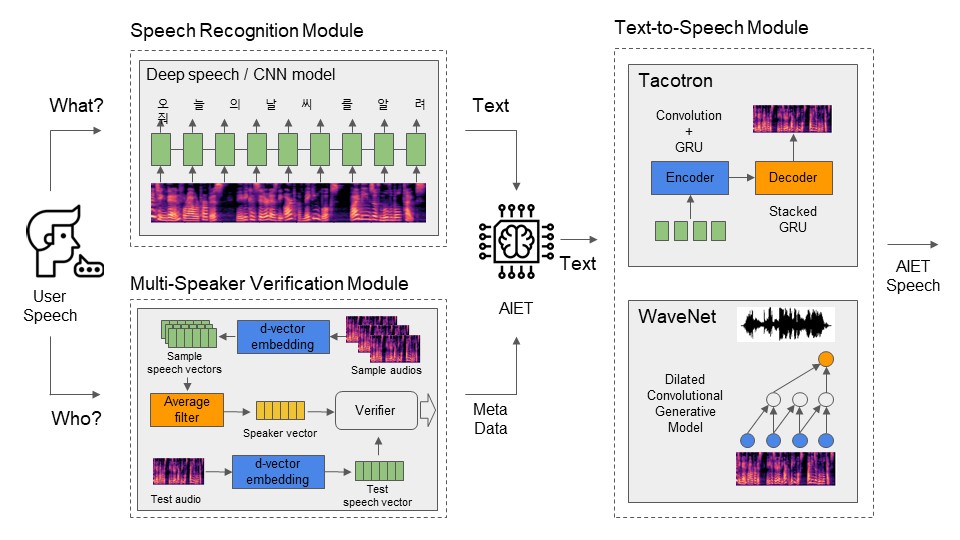 Speech Recognition Module
Deep speech / CNN model
오 늘 의 날 씨 를 알 려
줘
What?
Text
User
Speech
Multi-Speaker Verification Module
d-vector
embedding
Sample
speech vectors
Sample audios
Average
filter
Speaker vector
Verifier
Test audio
d-vector
embedding
Test
speech vector
Who?
Meta
Data
AIET
Text
Text-to-Speech Module
Tacotron
Convolution
+
GRU
Encoder
Decoder
Stacked
GRU
WaveNet
Dilated
Convolutional
Generative
Model
AIET
Speech